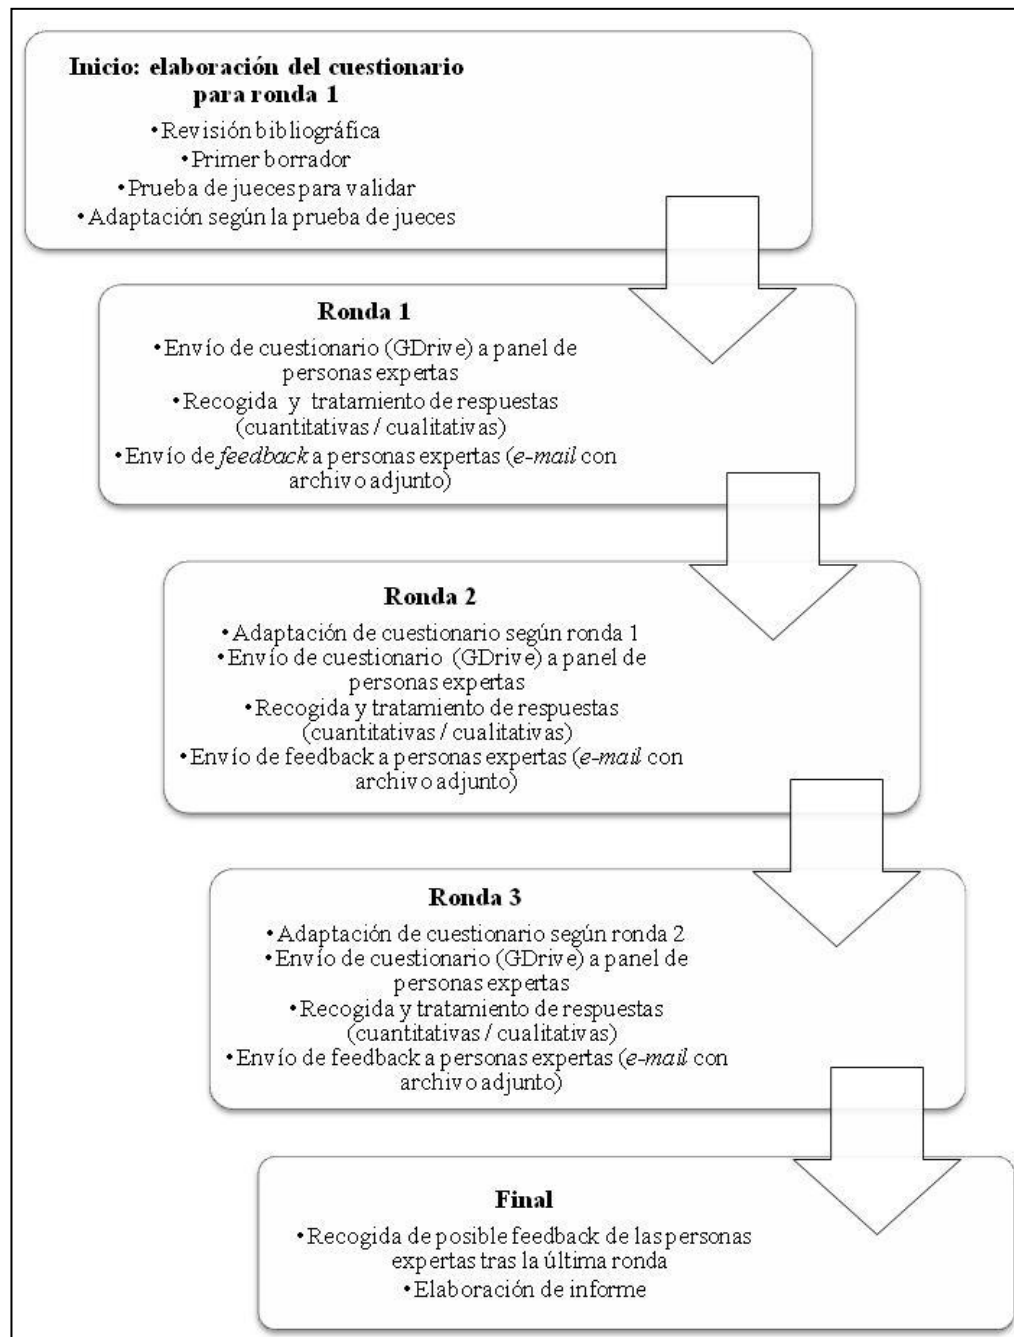 Inicio: elaboración del cuestionario
para ronda 1
•Revisión bibliográfica
•Primer borrador
•Prueba de jueces para validar
•Adaptación según la prueba de jueces
Ronda 1
•Envío de cuestionario (GDrive) a panel de
personas expertas
•Recogida y tratamiento de respuestas
(cuantitativas / cualitativas)
•Envío de feedback a personas expertas (e-mail con
archivo adjunto)
Ronda 2
•Adaptación de cuestionario según ronda 1
•Envío de cuestionario (GDrive) a panel de
personas expertas
•Recogida y tratamiento de respuestas
(cuantitativas / cualitativas)
•Envío de feedback a personas expertas (e-mail con
archivo adjunto)
Ronda 3
•Adaptación de cuestionario según ronda 2
•Envío de cuestionario (GDrive) a panel de
personas expertas
•Recogida y tratamiento de respuestas
(cuantitativas / cualitativas)
•Envío de feedback a personas expertas (e-mail con
archivo adjunto)
Final
•Recogida de posible feedback de las personas
expertas tras la última ronda
•Elaboración de informe